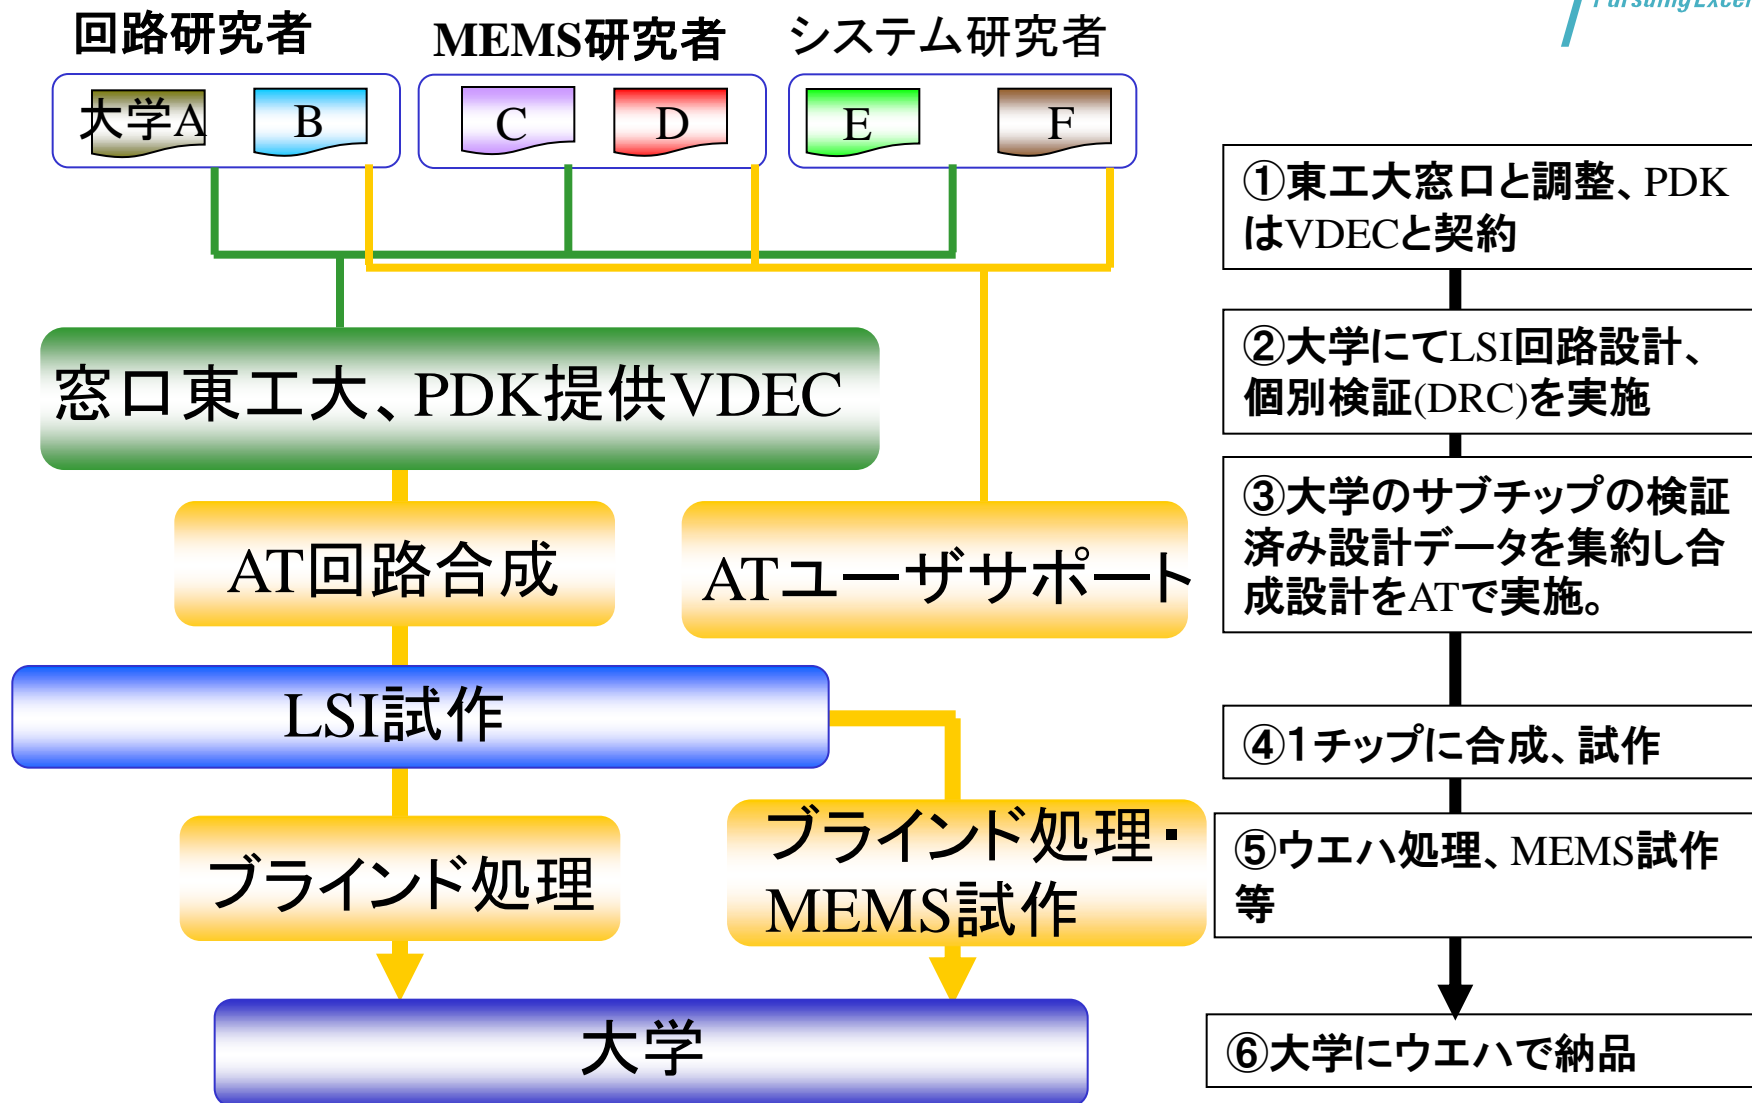 回路研究者
MEMS研究者
システム研究者
大学A
B
C
D
E
F
窓口東工大、PDK提供VDEC
AT回路合成
ATユーザサポート
LSI試作
ブラインド処理
ブラインド処理・
MEMS試作
大学
①東工大窓口と調整、PDK
はVDECと契約
②大学にてLSI回路設計、
個別検証(DRC)を実施
③大学のサブチップの検証
済み設計データを集約し合
成設計をATで実施。
④1チップに合成、試作
⑤ウエハ処理、MEMS試作
等
⑥大学にウエハで納品